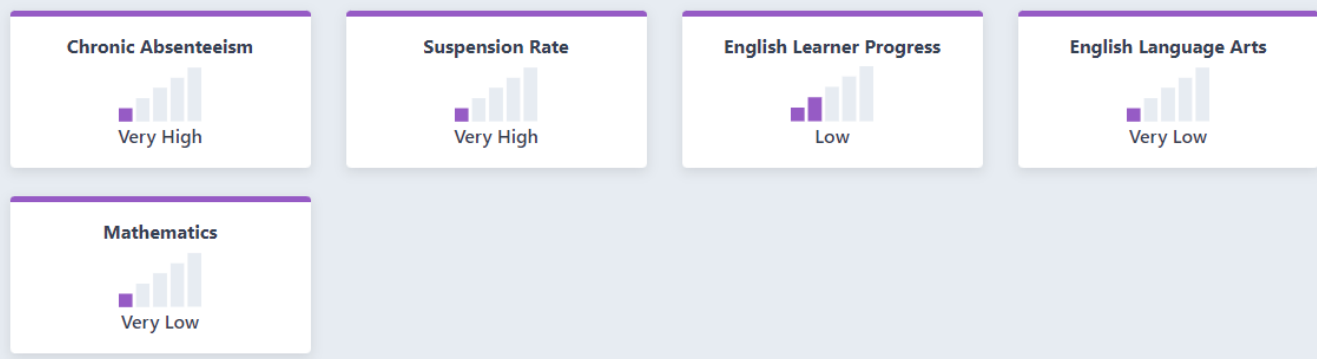 Chronic Absenteeism
Very High
Suspension Rate
Very High
English Learner Progress
Low
English Language Arts
Very Low
Mathematics
Very Low